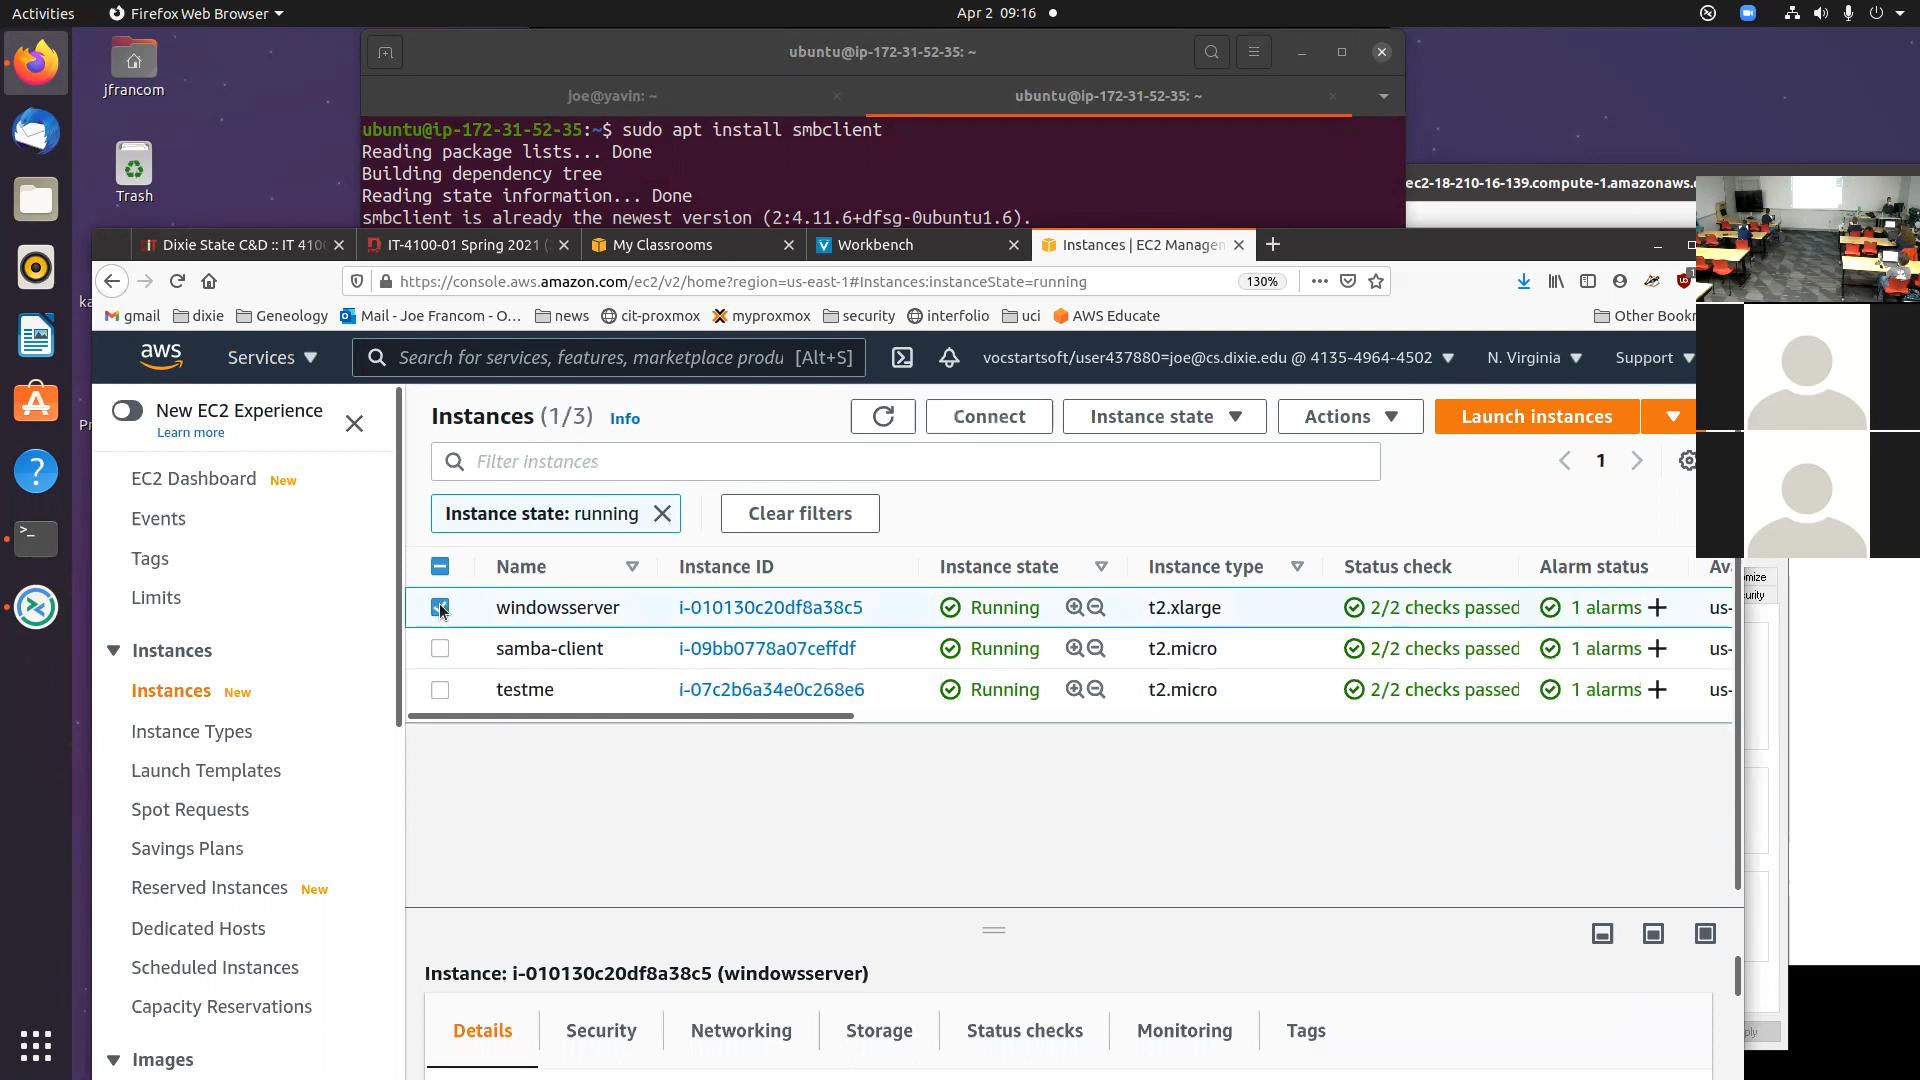 Activities
Firefox Web Browser
Apr 2 09:16
jfrancom
Trash
ubuntu@ip-172-31-52-35: ~
joe@yavin: ~
ubuntu@ip-172-31-52-35: ~
ubuntu@ip-172-31-52-35:~$ sudo apt install smbclient
Reading package lists... Done
Building dependency tree
Reading state information... Done
smbclient is already the newest version (2:4.11.6+dfsg-0ubuntu1.6).
ec2-18-210-16-139.compute-1.amazonaws.c
Dixie State C&D :: IT 410
IT-4100-01 Spring 2021 (
My Classrooms
Workbench
Instances | EC2 Managen
https://console.aws.amazon.com/ec2/v2/home?region=us-east-1#Instances:instanceState=running
130%
gmail
dixie
Geneology
Mail - Joe Francom - O...
news
cit-proxmox
myproxmox
security
interfolio
uci
AWS Educate
Other Bookn
aws
Services
Search for services, features, marketplace produ [Alt+S]
vocstartsoft/user437880=joe@cs.dixie.edu @ 4135-4964-4502
N. Virginia
Support
New EC2 Experience
Learn more
EC2 Dashboard New
Events
Tags
Limits
Instances
Instances New
Instance Types
Launch Templates
Spot Requests
Savings Plans
Reserved Instances New
Dedicated Hosts
Scheduled Instances
Capacity Reservations
Images
Instances (1/3) Info
Connect
Instance state
Actions
Launch instances
Filter instances
1
Instance state: running
Clear filters
Name Instance ID Instance state Instance type Status check Alarm status Av
windowsserver i-010130c20df8a38c5 Running t2.xlarge 2/2 checks passed 1 alarms us-
samba-client i-09bb0778a07ceffdf Running t2.micro 2/2 checks passed 1 alarms us-
testme i-07c2b6a34e0c268e6 Running t2.micro 2/2 checks passed 1 alarms us-
Instance: i-010130c20df8a38c5 (windowsserver)
Details
Security
Networking
Storage
Status checks
Monitoring
Tags
omize
curity